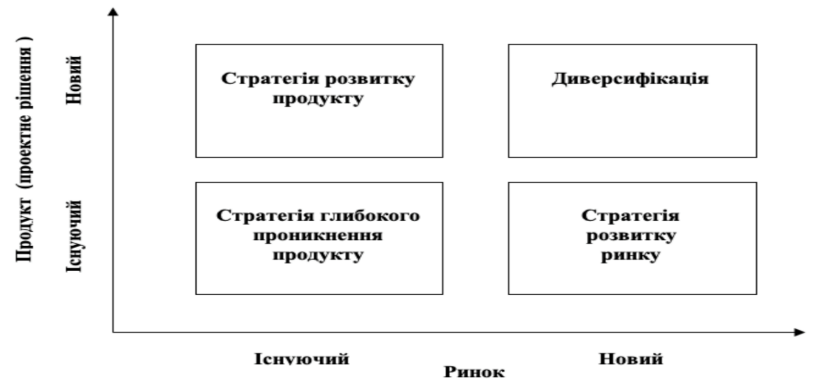 Продукт (проектне рішення )
Новий
Існуючий
Стратегія розвитку
продукту
Диверсифікація
Стратегія глибокого
проникнення
продукту
Стратегія
розвитку
ринку
Існуючий
Новий
Ринок